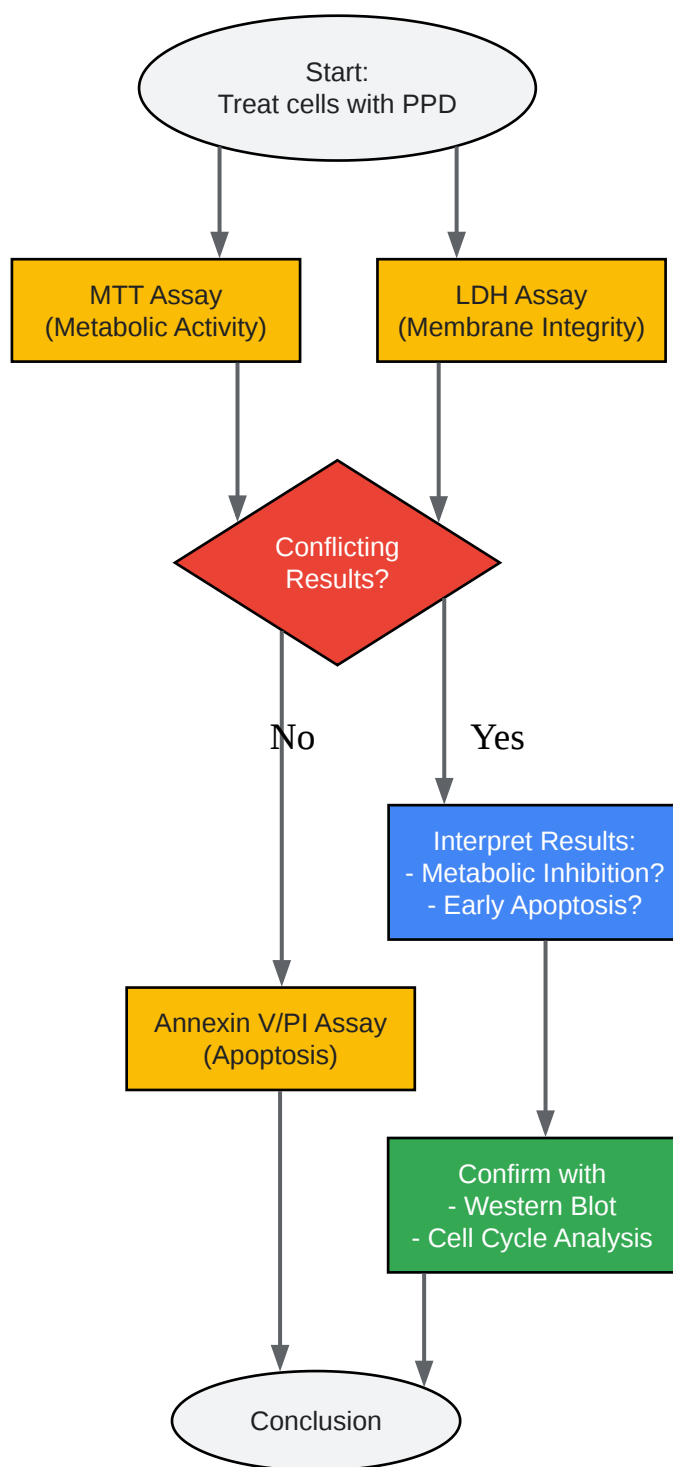 Start:
Treat cells with PPD
MTT Assay
(Metabolic Activity)
LDH Assay
(Membrane Integrity)
Conflicting
Results?
No
Yes
Interpret Results:
- Metabolic Inhibition?
- Early Apoptosis?
Annexin V/PI Assay
(Apoptosis)
Confirm with
- Western Blot
- Cell Cycle Analysis
Conclusion